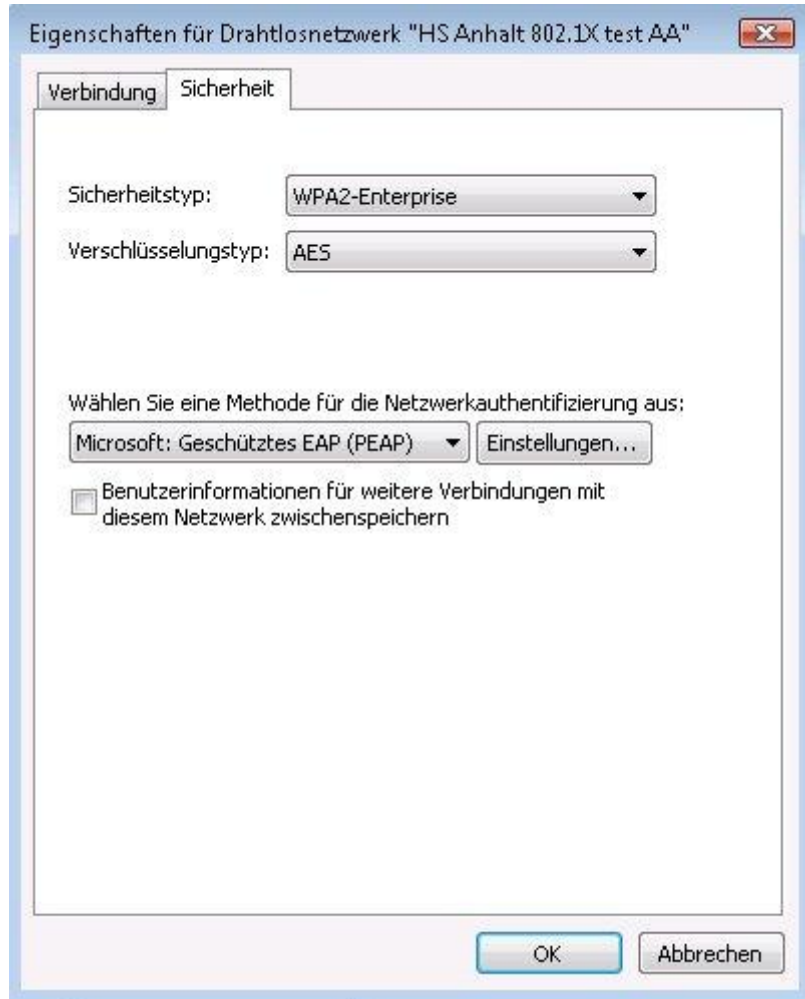 Eigenschaften für Drahtlosnetzwerk "HS Anhalt 802.1X test AA"
Verbindung Sicherheit
Sicherheitstyp: WPA2-Enterprise
Verschlüsselungstyp: AES
Wählen Sie eine Methode für die Netzwerkauthentifizierung aus:
Microsoft: Geschütztes EAP (PEAP) Einstellungen...
Benutzerinformationen für weitere Verbindungen mit
diesem Netzwerk zwischenspeichern
OK Abbrechen